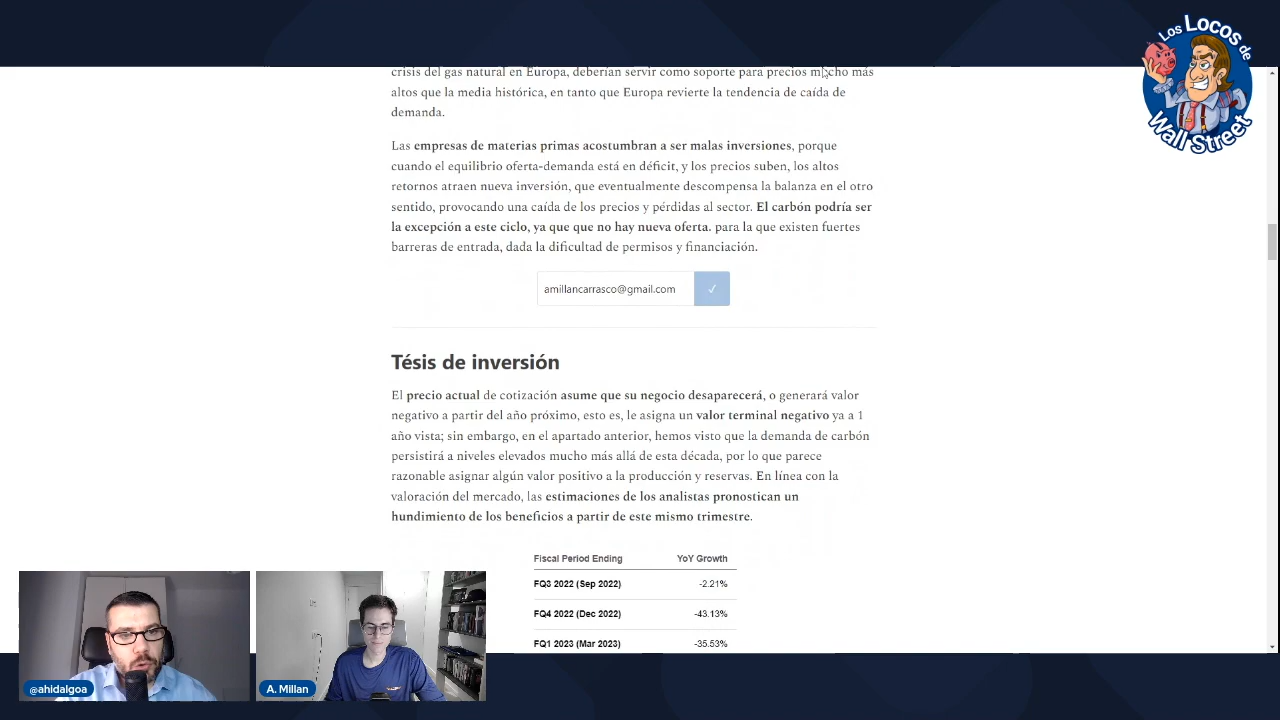 Los Locos de
Wall Street
crisis del gas natural en Europa, deberían servir como soporte para precios mucho más
altos que la media histórica, en tanto que Europa revierte la tendencia de caída de
demanda.
Las empresas de materias primas acostumbran a ser malas inversiones, porque
cuando el equilibrio oferta-demanda está en déficit, y los precios suben, los altos
retornos atraen nueva inversión, que eventualmente descompensa la balanza en el otro
sentido, provocando una caída de los precios y pérdidas al sector. El carbón podría ser
la excepción a este ciclo, ya que que no hay nueva oferta. para la que existen fuertes
barreras de entrada, dada la dificultad de permisos y financiación.
amillancarrasco@gmail.com
Tésis de inversión
El precio actual de cotización asume que su negocio desaparecerá, o generará valor
negativo a partir del año próximo, esto es, le asigna un valor terminal negativo ya a 1
año vista; sin embargo, en el apartado anterior, hemos visto que la demanda de carbón
persistirá a niveles elevados mucho más allá de esta década, por lo que parece
razonable asignar algún valor positivo a la producción y reservas. En línea con la
valoración del mercado, las estimaciones de los analistas pronostican un
hundimiento de los beneficios a partir de este mismo trimestre.
Fiscal Period Ending YoY Growth
FQ3 2022 (Sep 2022) -2.21%
FQ4 2022 (Dec 2022) -43.13%
FQ1 2023 (Mar 2023) -35.53%
@ahidalgoa
A. Millan